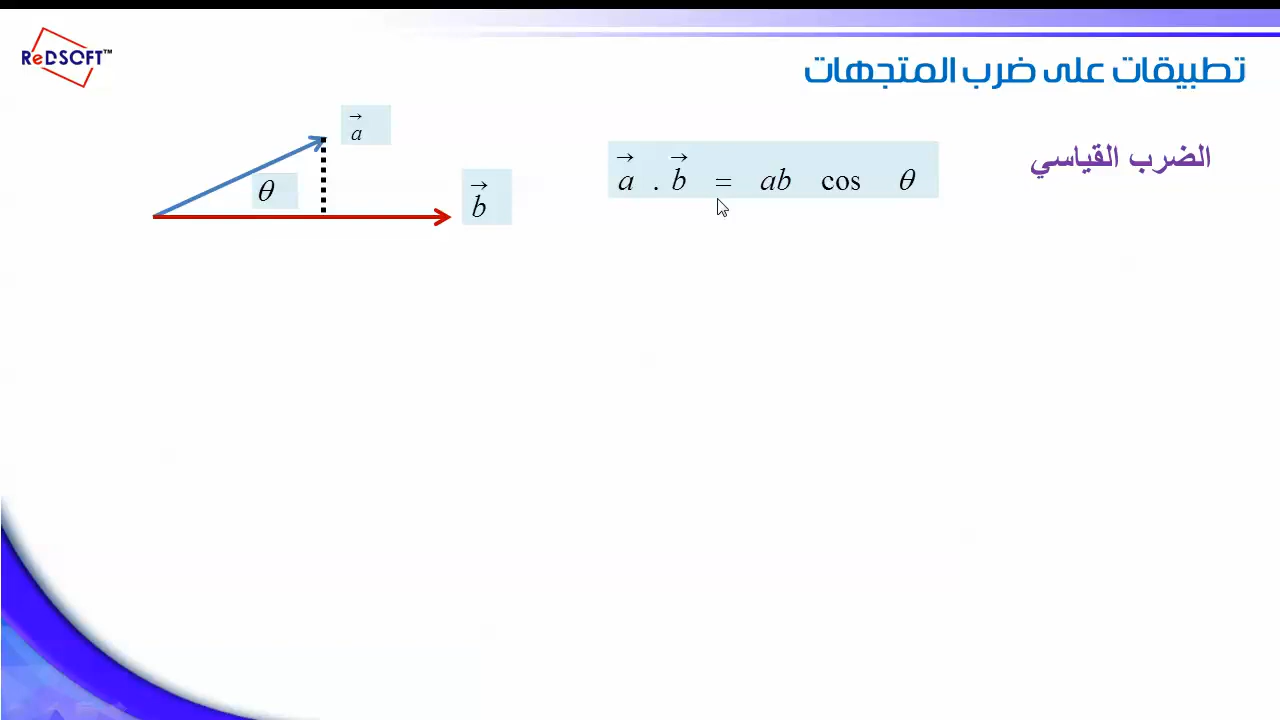 ReDSOFT™
تطبيقات على ضرب المتجهات
الضرب القياسي
→ →
a . b = ab cos θ
→
a
θ
→
b